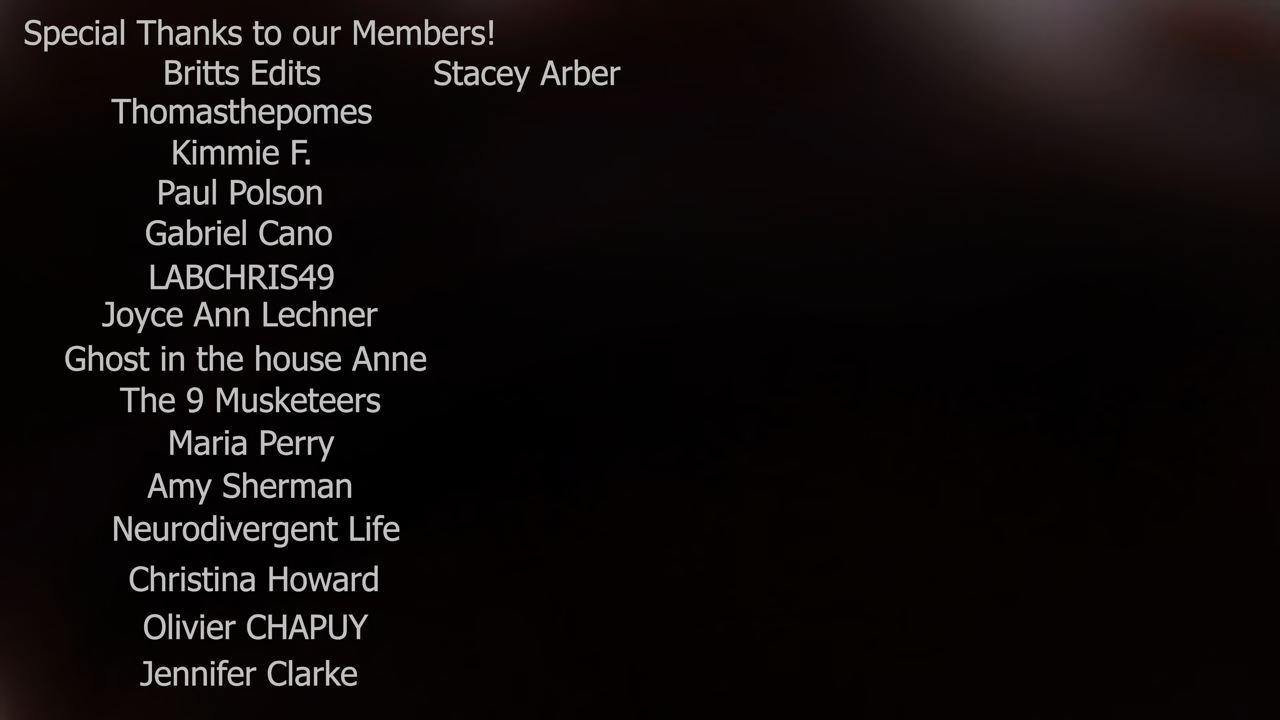 Special Thanks to our Members!
Britts Edits Stacey Arber
Thomasthepomes
Kimmie F.
Paul Polson
Gabriel Cano
LABCHRIS49
Joyce Ann Lechner
Ghost in the house Anne
The 9 Musketeers
Maria Perry
Amy Sherman
Neurodivergent Life
Christina Howard
Olivier CHAPUY
Jennifer Clarke